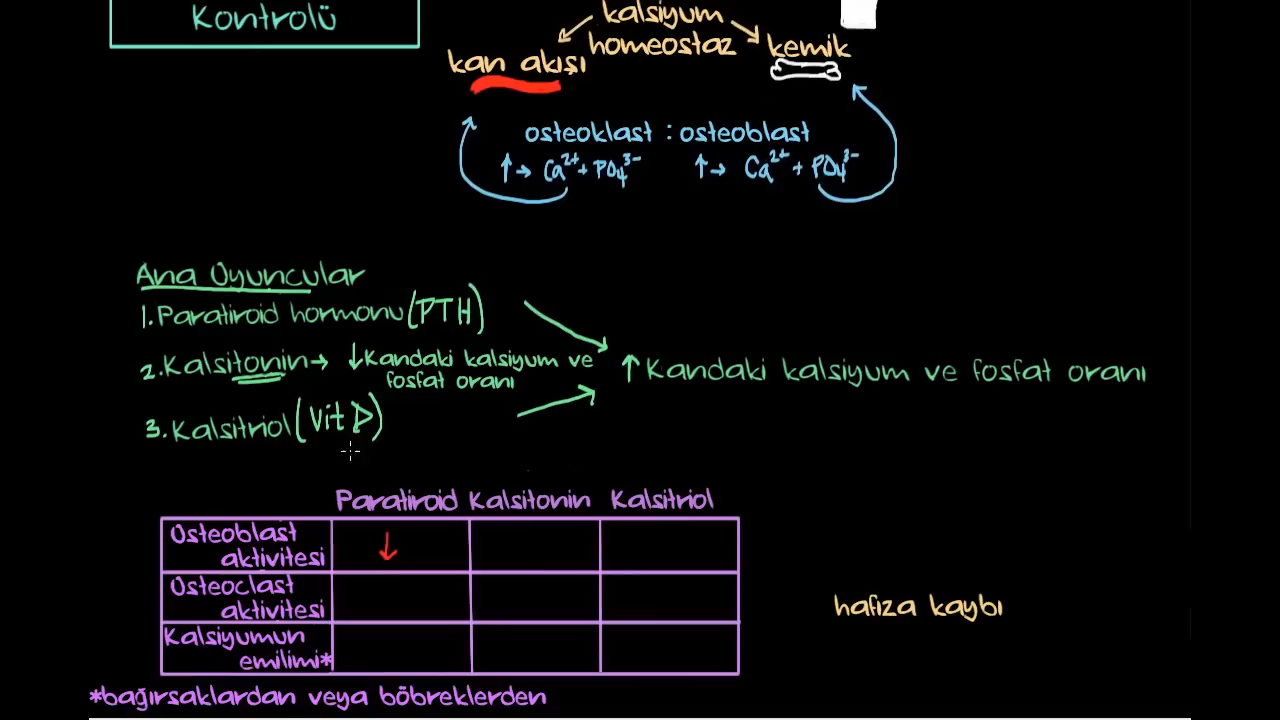 Kontrolü
kalsiyum
homeostaz
kan akışı
kemik
osteoklast : osteoblast
↑→ Ca²⁺+PO₄³⁻ ↑→ Ca²⁺+PO₄³⁻
Ana Oyuncular
1. Paratiroid hormonu (PTH)
2. Kalsitonin→ ↓Kandaki kalsiyum ve
fosfat oranı
↑ Kandaki kalsiyum ve fosfat oranı
3. Kalsitriol (Vit D)
Paratiroid Kalsitonin Kalsitriol
Osteoblast
aktivitesi ↓
Osteoclast
aktivitesi
Kalsiyumun
emilimi*
hafıza kaybı
*bağırsaklardan veya böbreklerden